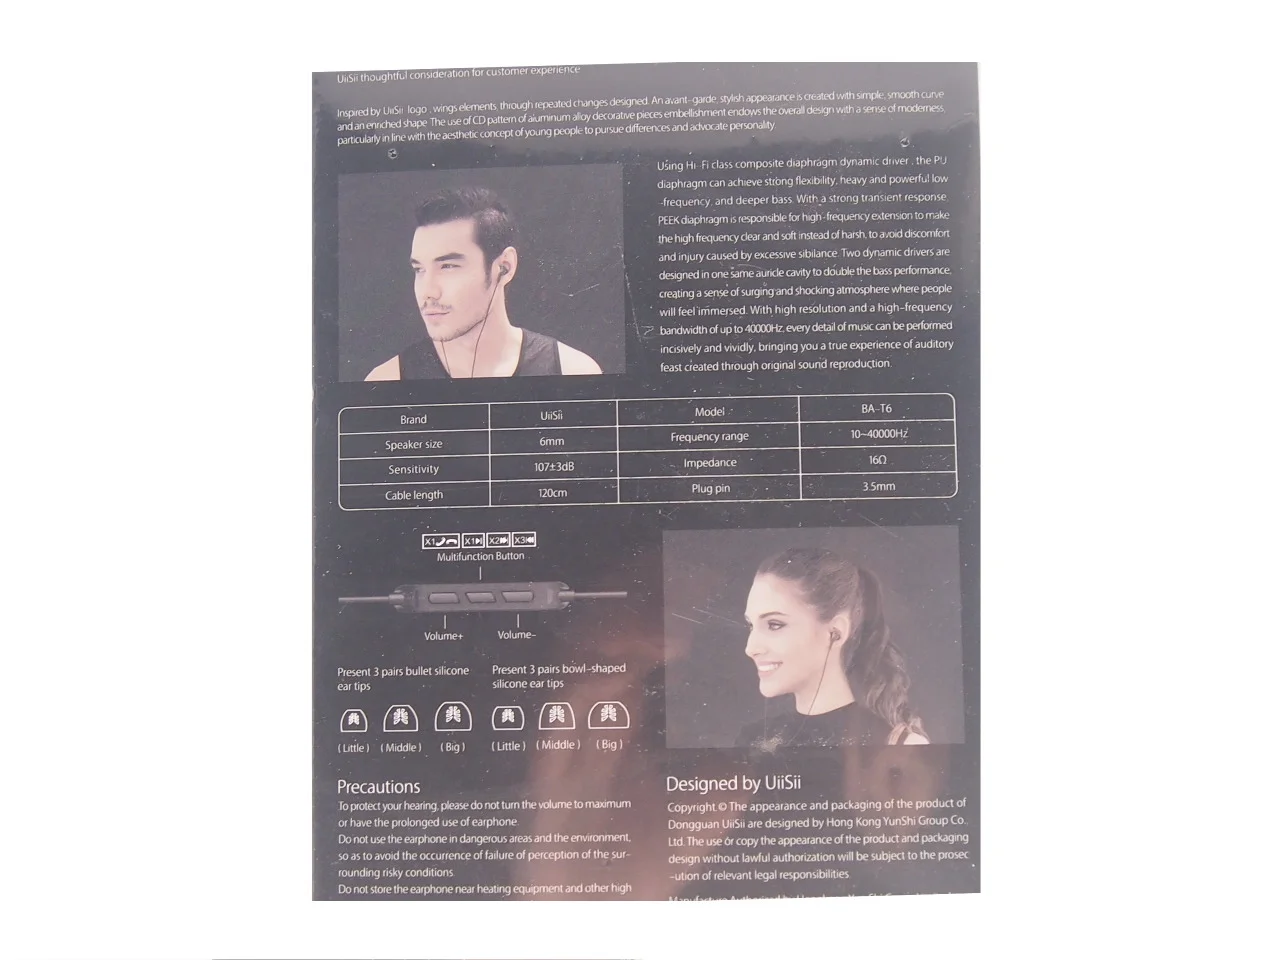 UiiSii thoughtful consideration for customer experience
Inspired by UiiSii logo , wings elements, through repeated changes designed. An avant-garde, stylish appearance is created with simple, smooth curve
and an enriched shape. The use of CD pattern of aiuminum alloy decorative pieces embellishment endows the overall design with a sense of moderness,
particularly in line with the aesthetic concept of young people to pursue differences and advocate personality.
Using Hi-Fi class composite diaphragm dynamic driver , the PU
diaphragm can achieve strong flexibility, heavy and powerful low
-frequency, and deeper bass. With a strong transient response,
PEEK diaphragm is responsible for high-frequency extension to make
the high frequency clear and soft instead of harsh, to avoid discomfort
and injury caused by excessive sibilance. Two dynamic drivers are
designed in one same auricle cavity to double the bass performance,
creating a sense of surging and shocking atmosphere where people
will feel immersed. With high resolution and a high-frequency
bandwidth of up to 40000Hz, every detail of music can be performed
incisively and vividly, bringing you a true experience of auditory
feast created through original sound reproduction.
Brand UiiSii Model BA-T6
Speaker size 6mm Frequency range 10~40000Hz
Sensitivity 107±3dB Impedance 16Ω
Cable length 120cm Plug pin 3.5mm
X1 X1 X2 X3
Multifunction Button
Volume+ Volume-
Present 3 pairs bullet silicone
ear tips
Present 3 pairs bowl-shaped
silicone ear tips
(Little) (Middle) (Big) (Little) (Middle) (Big)
Precautions
To protect your hearing, please do not turn the volume to maximum
or have the prolonged use of earphone.
Do not use the earphone in dangerous areas and the environment,
so as to avoid the occurrence of failure of perception of the sur-
rounding risky conditions.
Do not store the earphone near heating equipment and other high
Designed by UiiSii
Copyright © The appearance and packaging of the product of
Dongguan UiiSii are designed by Hong Kong YunShi Group Co.,
Ltd. The use or copy the appearance of the product and packaging
design without lawful authorization will be subject to the prosec
-ution of relevant legal responsibilities.